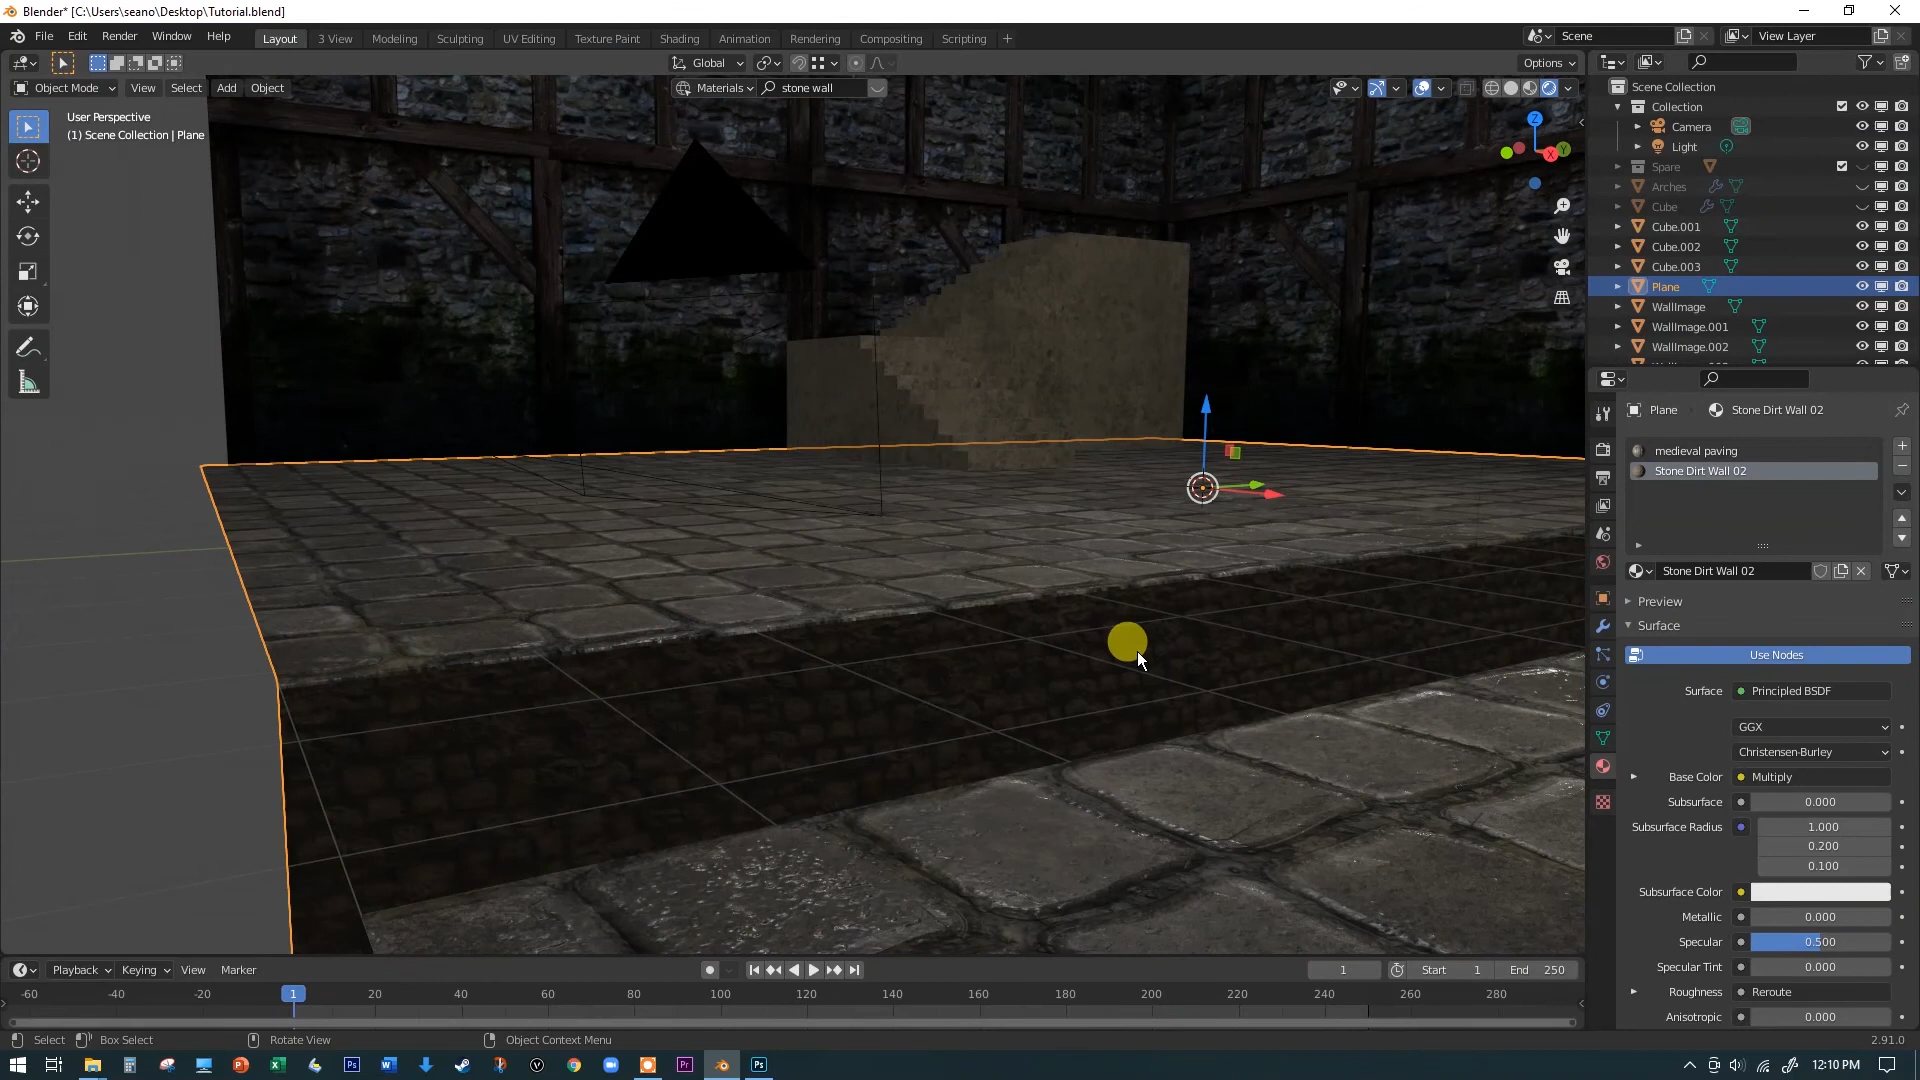 Blender* [C:\Users\seano\Desktop\Tutorial.blend]
File Edit Render Window Help Layout 3 View Modeling Sculpting UV Editing Texture Paint Shading Animation Rendering Compositing Scripting + Scene View Layer
Global Options
Object Mode View Select Add Object Materials stone wall
User Perspective
(1) Scene Collection | Plane
Z
X
Y
Scene Collection
Collection
Camera
Light
Spare
Arches
Cube
Cube.001
Cube.002
Cube.003
Plane
WallImage
WallImage.001
WallImage.002
Plane Stone Dirt Wall 02
medieval paving
Stone Dirt Wall 02
Stone Dirt Wall 02
Preview
Surface
Use Nodes
Surface Principled BSDF
GGX
Christensen-Burley
Base Color Multiply
Subsurface 0.000
Subsurface Radius 1.000
0.200
0.100
Subsurface Color
Metallic 0.000
Specular 0.500
Specular Tint 0.000
Roughness Reroute
Anisotropic 0.000
Playback Keying View Marker 1 Start 1 End 250
-60 -40 -20 1 20 40 60 80 100 120 140 160 180 200 220 240 260 280
Select Box Select Rotate View Object Context Menu 2.91.0
12:10 PM